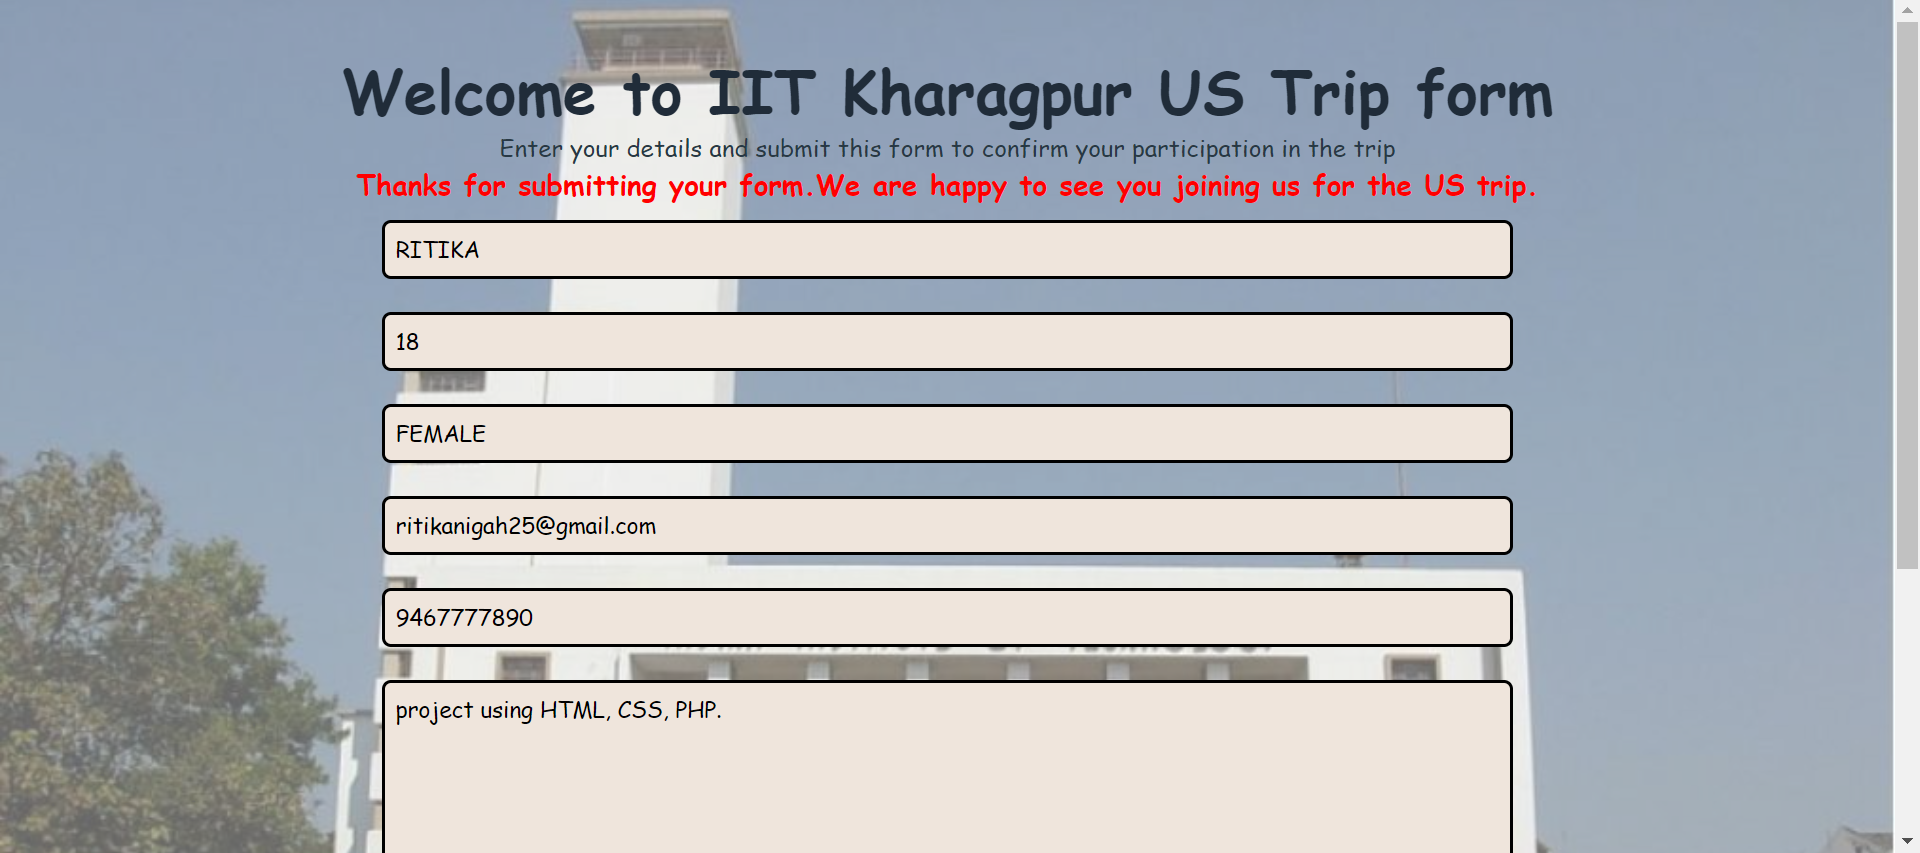 Welcome to IIT Kharagpur US Trip form
Enter your details and submit this form to confirm your participation in the trip
Thanks for submitting your form.We are happy to see you joining us for the US trip.
RITIKA
18
FEMALE
ritikanigah25@gmail.com
9467777890
project using HTML, CSS, PHP.